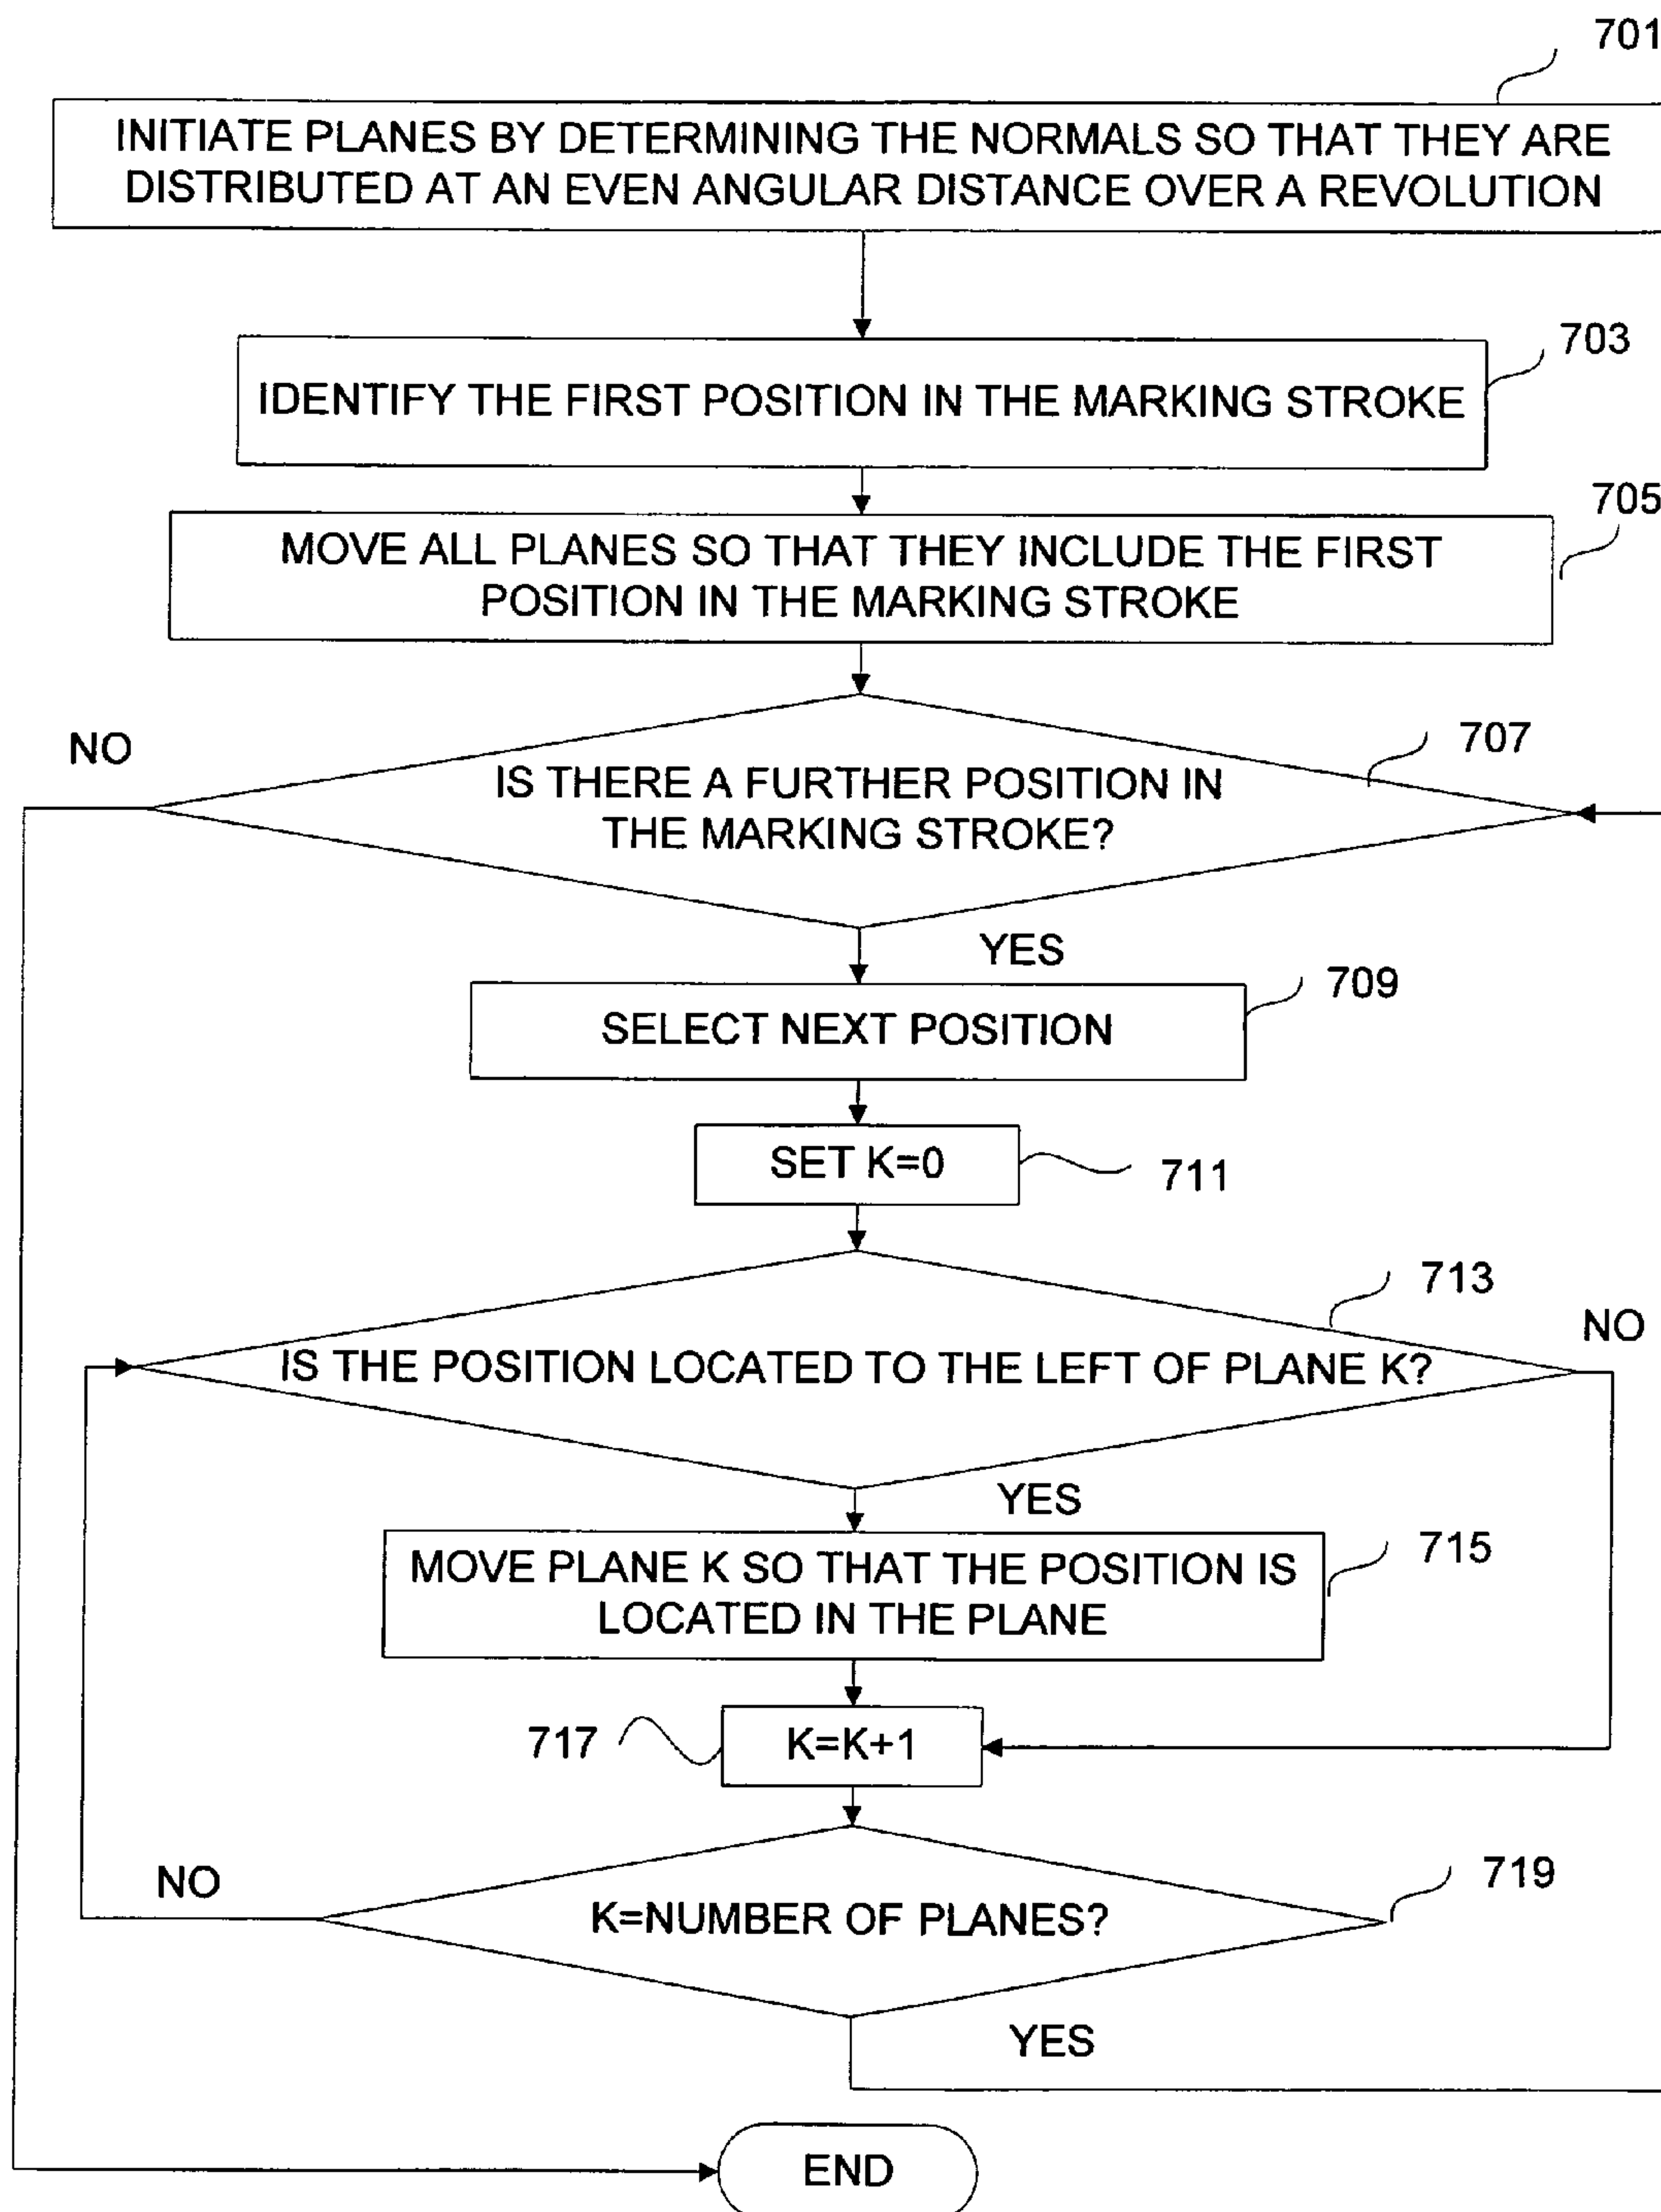 701
INITIATE PLANES BY DETERMINING THE NORMALS SO THAT THEY ARE
DISTRIBUTED AT AN EVEN ANGULAR DISTANCE OVER A REVOLUTION
703
IDENTIFY THE FIRST POSITION IN THE MARKING STROKE
705
MOVE ALL PLANES SO THAT THEY INCLUDE THE FIRST
POSITION IN THE MARKING STROKE
NO
707
IS THERE A FURTHER POSITION IN
THE MARKING STROKE?
YES
709
SELECT NEXT POSITION
SET K=0
711
713
NO
IS THE POSITION LOCATED TO THE LEFT OF PLANE K?
YES
715
MOVE PLANE K SO THAT THE POSITION IS
LOCATED IN THE PLANE
717
K=K+1
NO
719
K=NUMBER OF PLANES?
YES
END